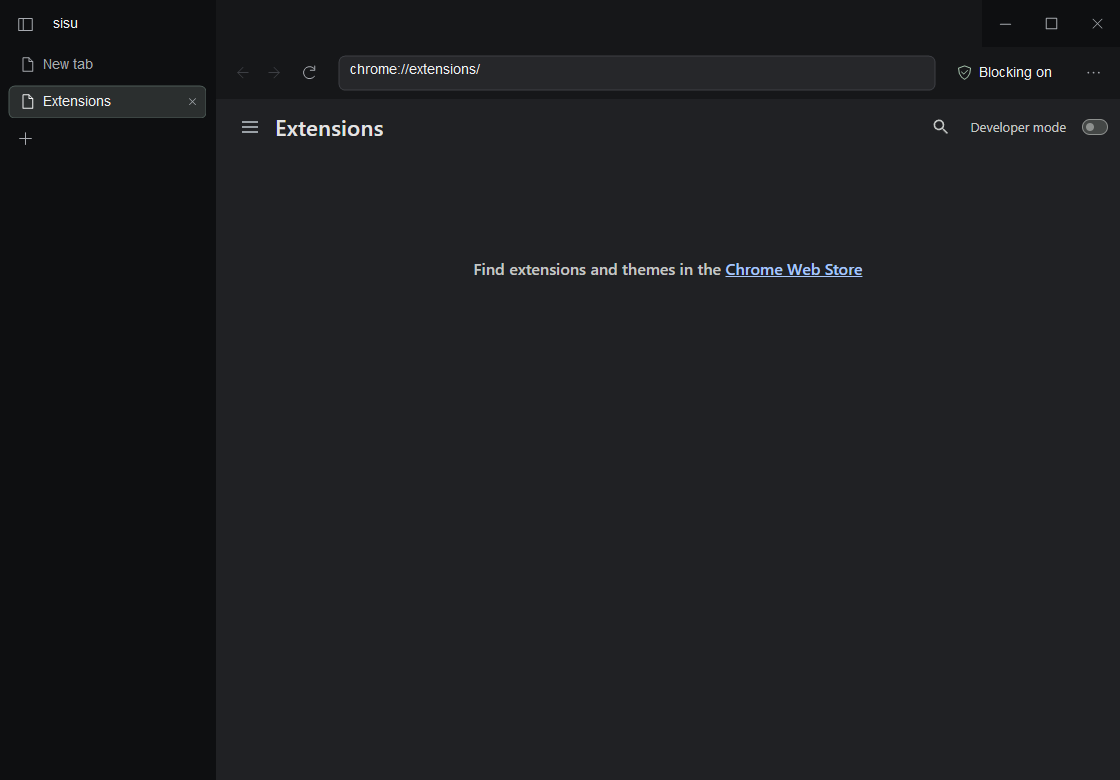 sisu
New tab
Extensions
chrome://extensions/
Blocking on
Extensions
Developer mode
Find extensions and themes in the Chrome Web Store